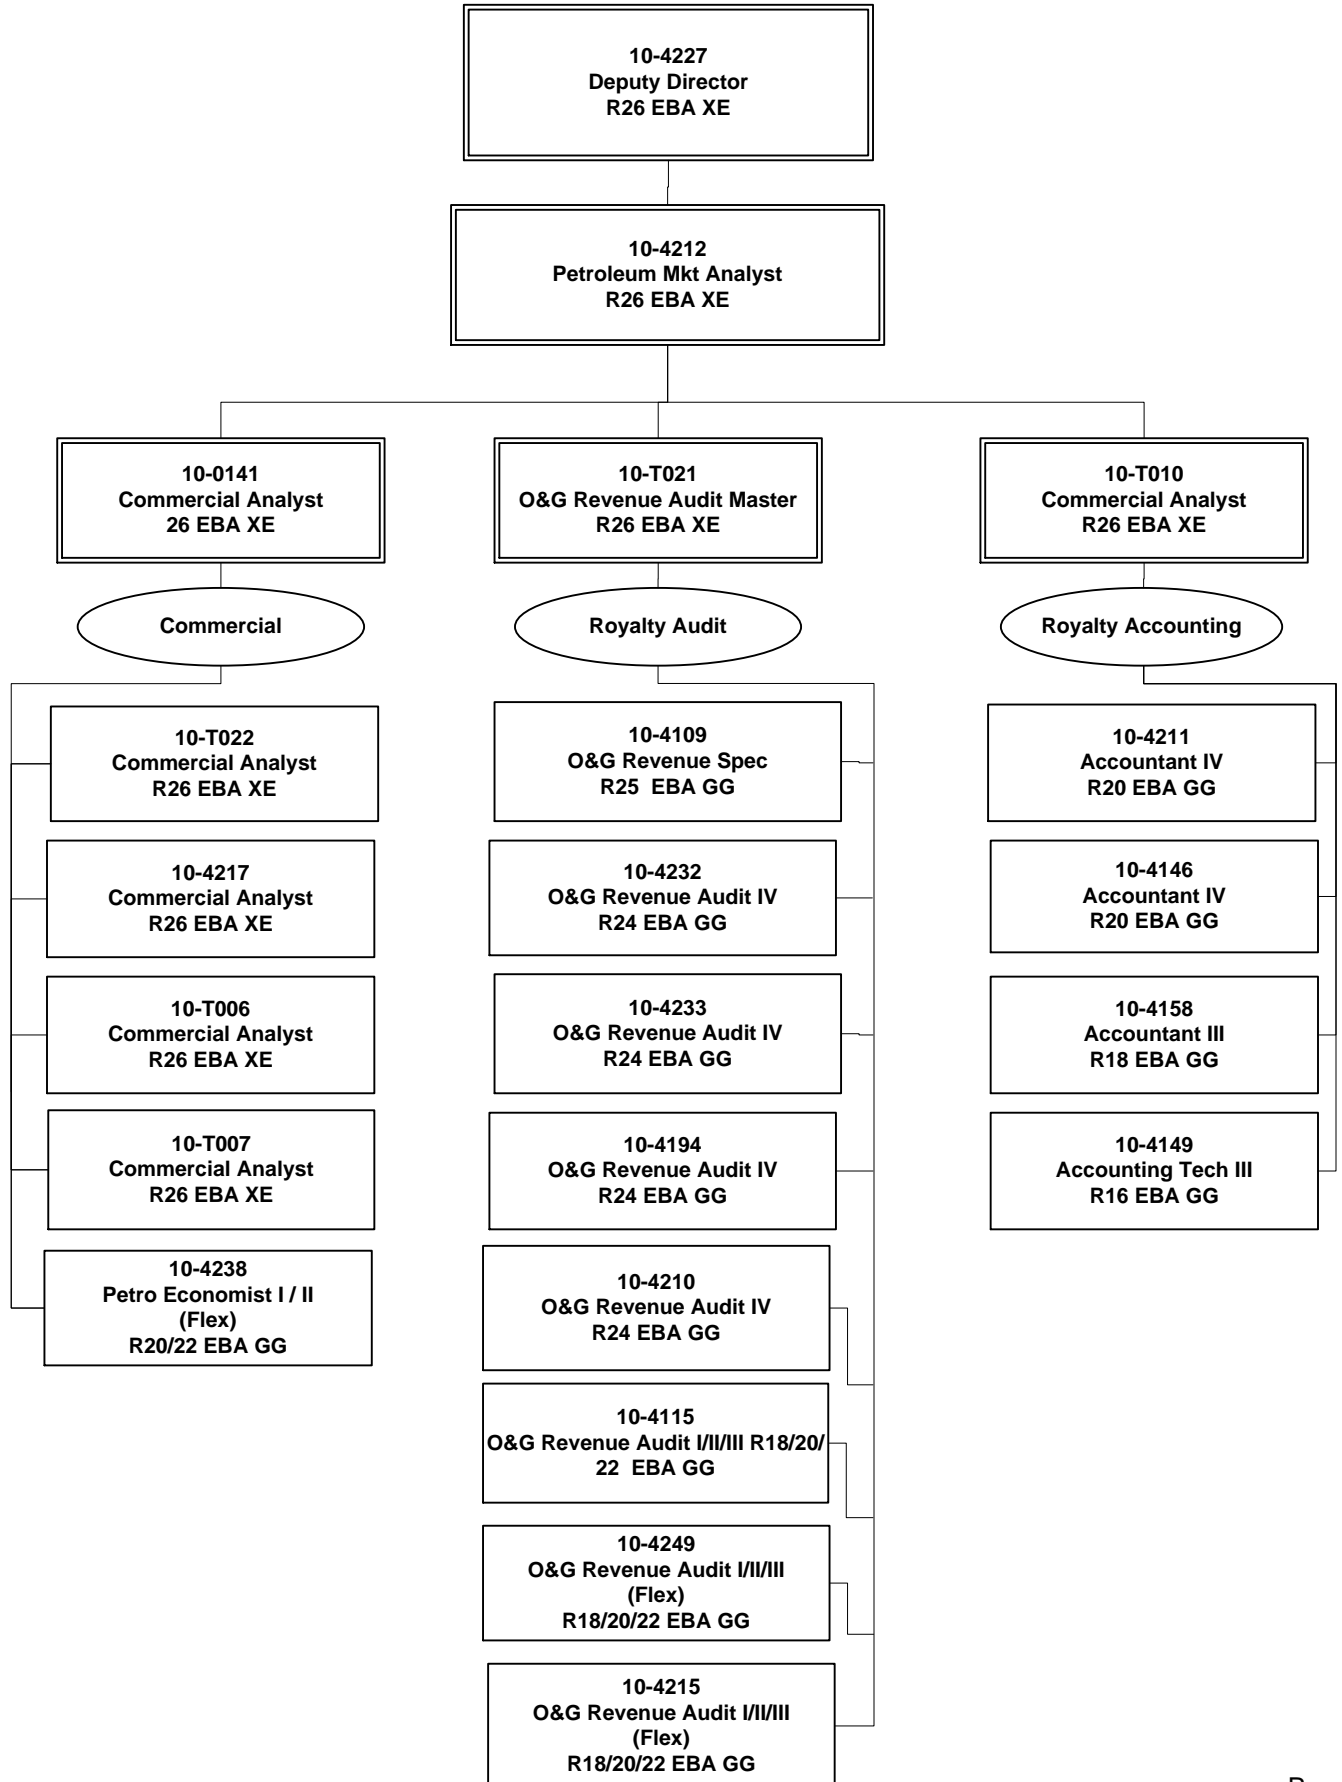 10-4227
Deputy Director
R26 EBA XE
10-4212
Petroleum Mkt Analyst
R26 EBA XE
10-0141
Commercial Analyst
26 EBA XE
10-T021
O&G Revenue Audit Master
R26 EBA XE
10-T010
Commercial Analyst
R26 EBA XE
Commercial
Royalty Audit
Royalty Accounting
10-T022
Commercial Analyst
R26 EBA XE
10-4217
Commercial Analyst
R26 EBA XE
10-T006
Commercial Analyst
R26 EBA XE
10-T007
Commercial Analyst
R26 EBA XE
10-4238
Petro Economist I / II
(Flex)
R20/22 EBA GG
10-4109
O&G Revenue Spec
R25  EBA GG
10-4232
O&G Revenue Audit IV
R24 EBA GG
10-4233
O&G Revenue Audit IV
R24 EBA GG
10-4194
O&G Revenue Audit IV
R24 EBA GG
10-4210
O&G Revenue Audit IV
R24 EBA GG
10-4115
O&G Revenue Audit I/II/III R18/20/
22  EBA GG
10-4249
O&G Revenue Audit I/II/III
(Flex)
R18/20/22 EBA GG
10-4215
O&G Revenue Audit I/II/III
(Flex)
R18/20/22 EBA GG
10-4211
Accountant IV
R20 EBA GG
10-4146
Accountant IV
R20 EBA GG
10-4158
Accountant III
R18 EBA GG
10-4149
Accounting Tech III
R16 EBA GG